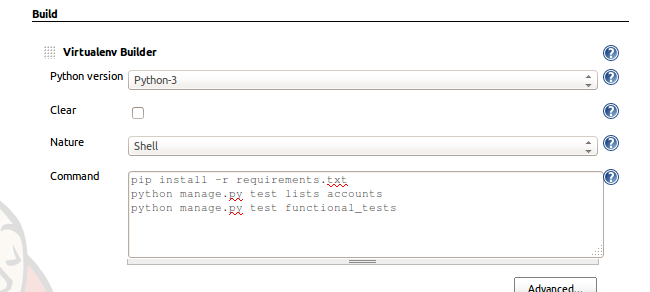 Build
Virtualenv Builder
Python version
Python-3
Clear
Nature
Shell
Command
pip install -r requirements.txt
python manage.py test lists accounts
python manage.py test functional_tests
Advanced...